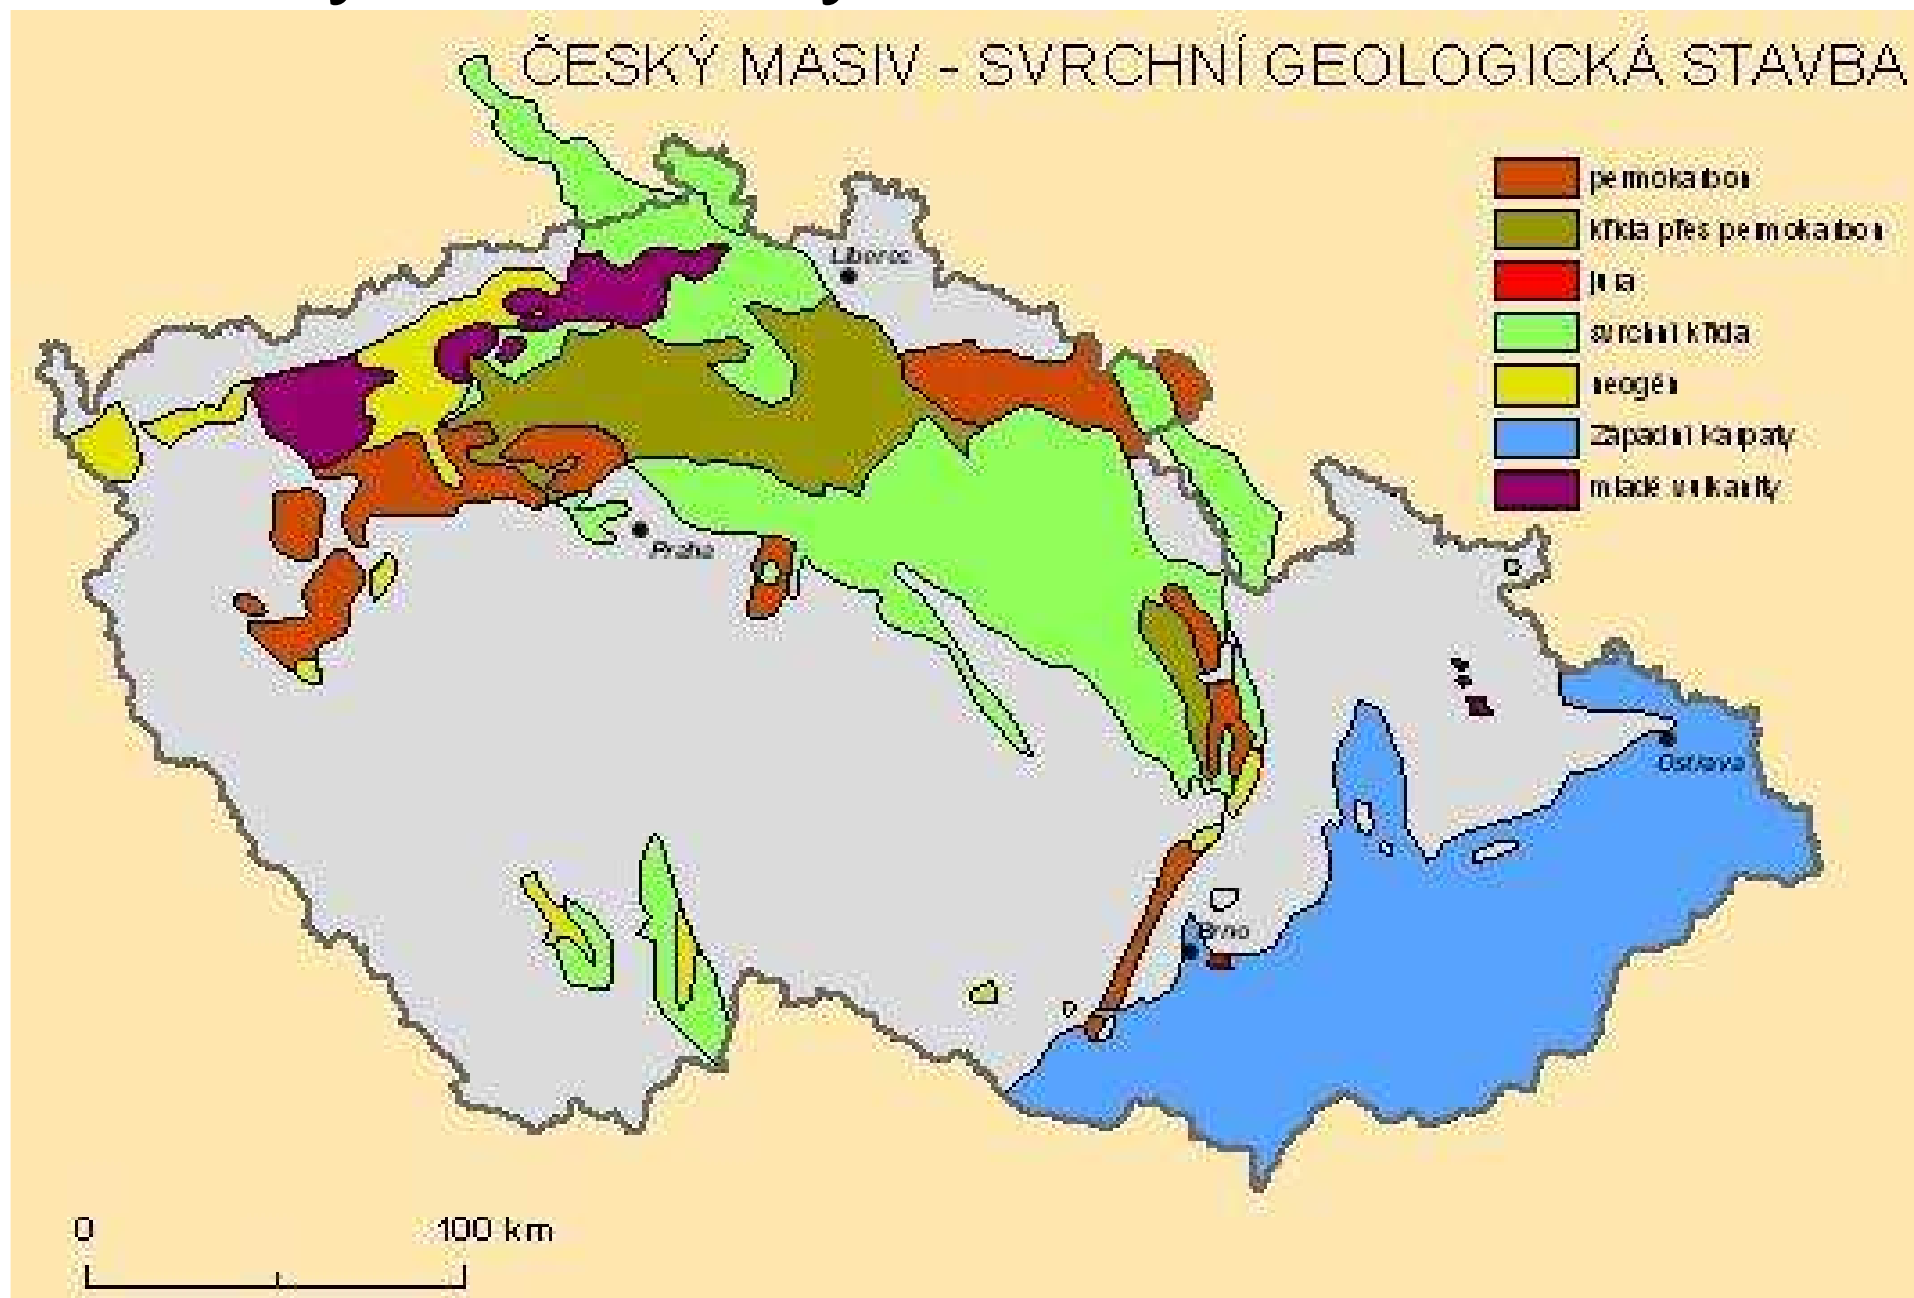 ČESKÝ MASIV - SVRCHNÍ GEOLOGICKÁ STAVBA
permokarbon
křída přes permokarbon
jura
svrchní křída
neogén
Západní Karpaty
mladé vulkanity
Liberec
Praha
Ostrava
Brno
0 100 km